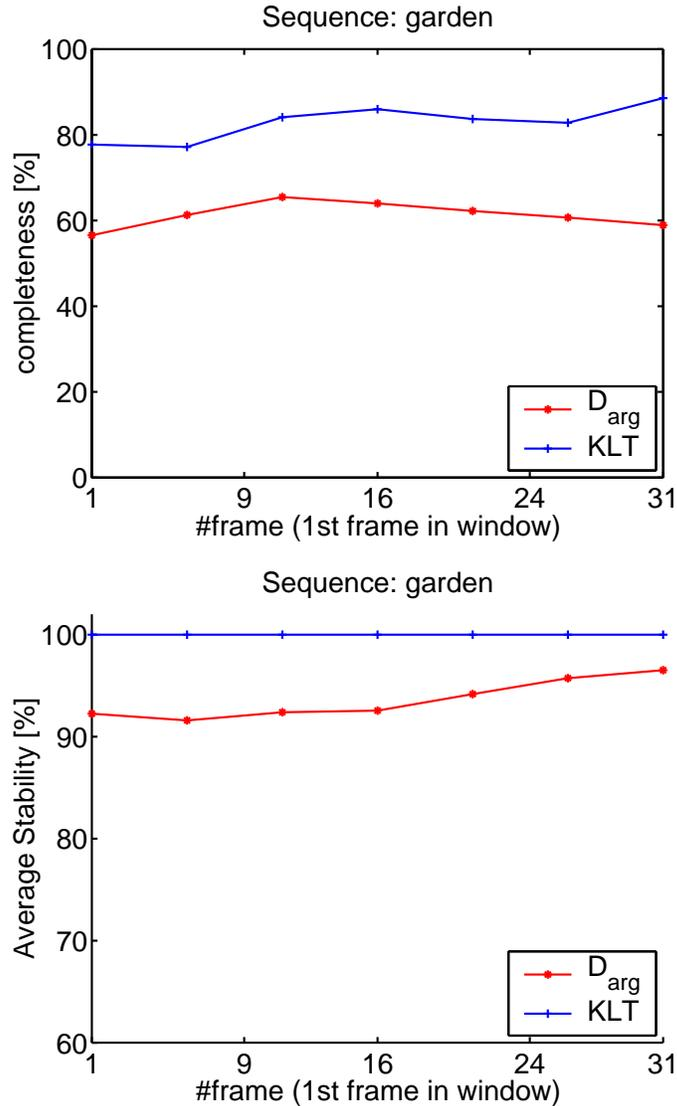 Sequence: garden
100
80
60
40
20
0
completeness [%]
D_arg
KLT
1 9 16 24 31
#frame (1st frame in window)
Sequence: garden
100
90
80
70
60
Average Stability [%]
D_arg
KLT
1 9 16 24 31
#frame (1st frame in window)